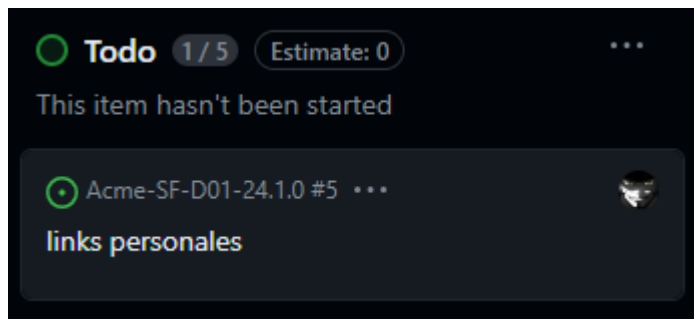 Todo 1 / 5 Estimate: 0
This item hasn't been started
Acme-SF-D01-24.1.0 #5
links personales